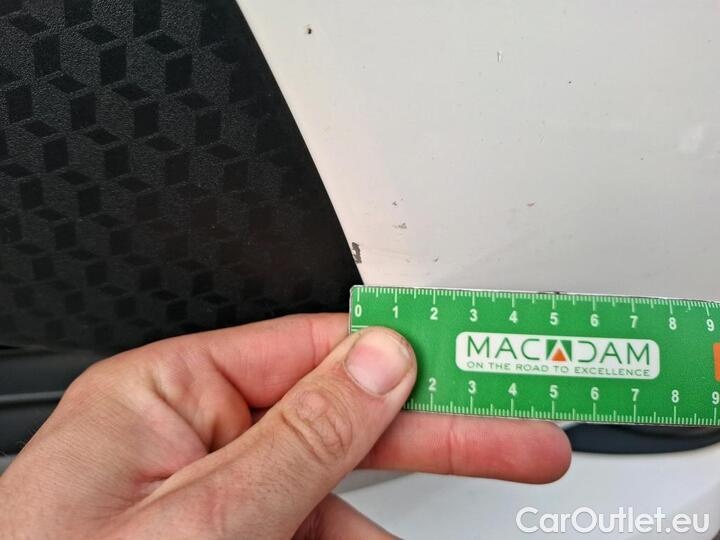 0 1 2 3 4 5 6 7 8 9
MACADAM
ON THE ROAD TO EXCELLENCE
2 3 4 5 6 7 8 9
CarOutlet.eu